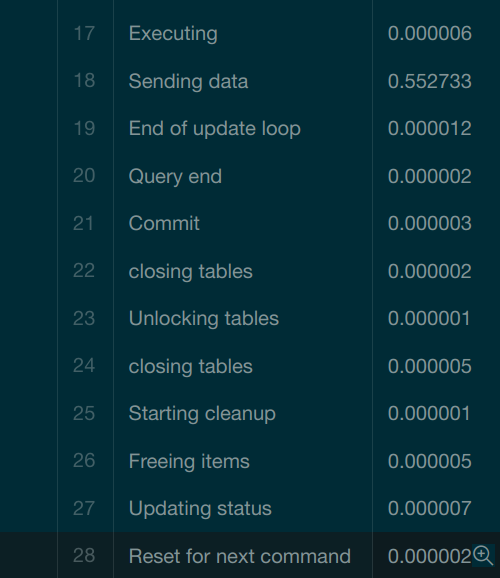 17 Executing 0.000006
18 Sending data 0.552733
19 End of update loop 0.000012
20 Query end 0.000002
21 Commit 0.000003
22 closing tables 0.000002
23 Unlocking tables 0.000001
24 closing tables 0.000005
25 Starting cleanup 0.000001
26 Freeing items 0.000005
27 Updating status 0.000007
28 Reset for next command 0.000002